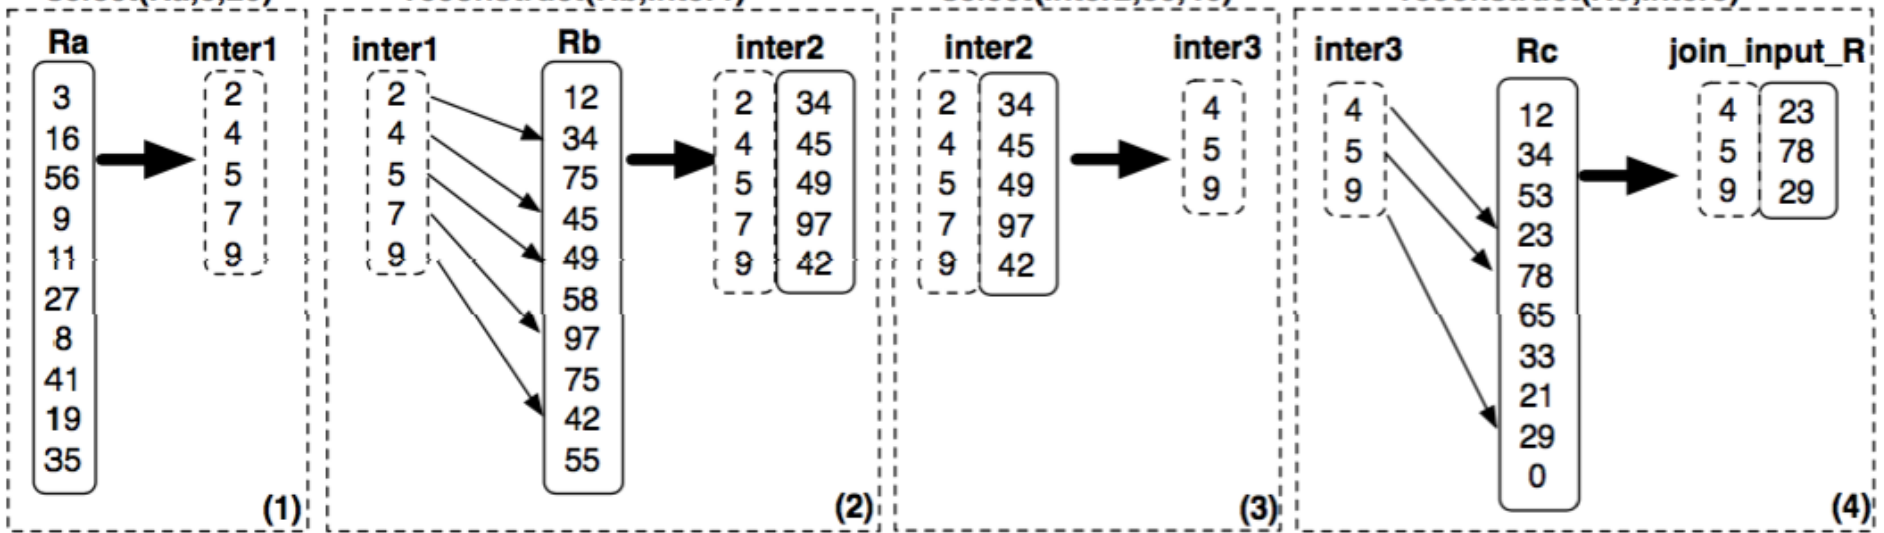 Ra inter1
3 2
16 4
56 5
9 7
11 9
27
8
41
19
35
(1)
inter1 Rb inter2
2 12 2 34
4 34 4 45
5 75 5 49
7 45 7 97
9 49 9 42
58
97
75
42
55
(2)
inter2 inter3
2 34 4
4 45 5
5 49 9
7 97
9 42
(3)
inter3 Rc join_input_R
4 12 4 23
5 34 5 78
9 53 9 29
23
78
65
33
21
29
0
(4)